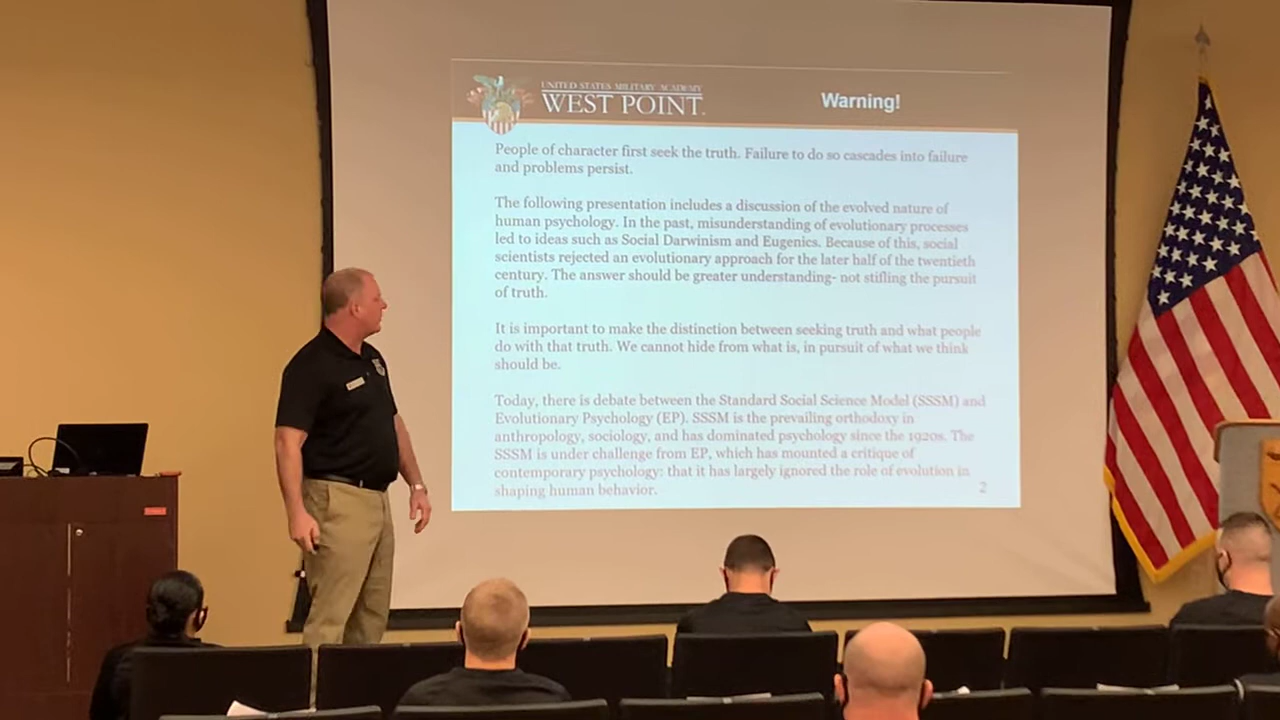 UNITED STATES MILITARY ACADEMY
WEST POINT.
Warning!
People of character first seek the truth. Failure to do so cascades into failure
and problems persist.
The following presentation includes a discussion of the evolved nature of
human psychology. In the past, misunderstanding of evolutionary processes
led to ideas such as Social Darwinism and Eugenics. Because of this, social
scientists rejected an evolutionary approach for the later half of the twentieth
century. The answer should be greater understanding- not stifling the pursuit
of truth.
It is important to make the distinction between seeking truth and what people
do with that truth. We cannot hide from what is, in pursuit of what we think
should be.
Today, there is debate between the Standard Social Science Model (SSSM) and
Evolutionary Psychology (EP). SSSM is the prevailing orthodoxy in
anthropology, sociology, and has dominated psychology since the 1920s. The
SSSM is under challenge from EP, which has mounted a critique of
contemporary psychology: that it has largely ignored the role of evolution in
shaping human behavior.
2